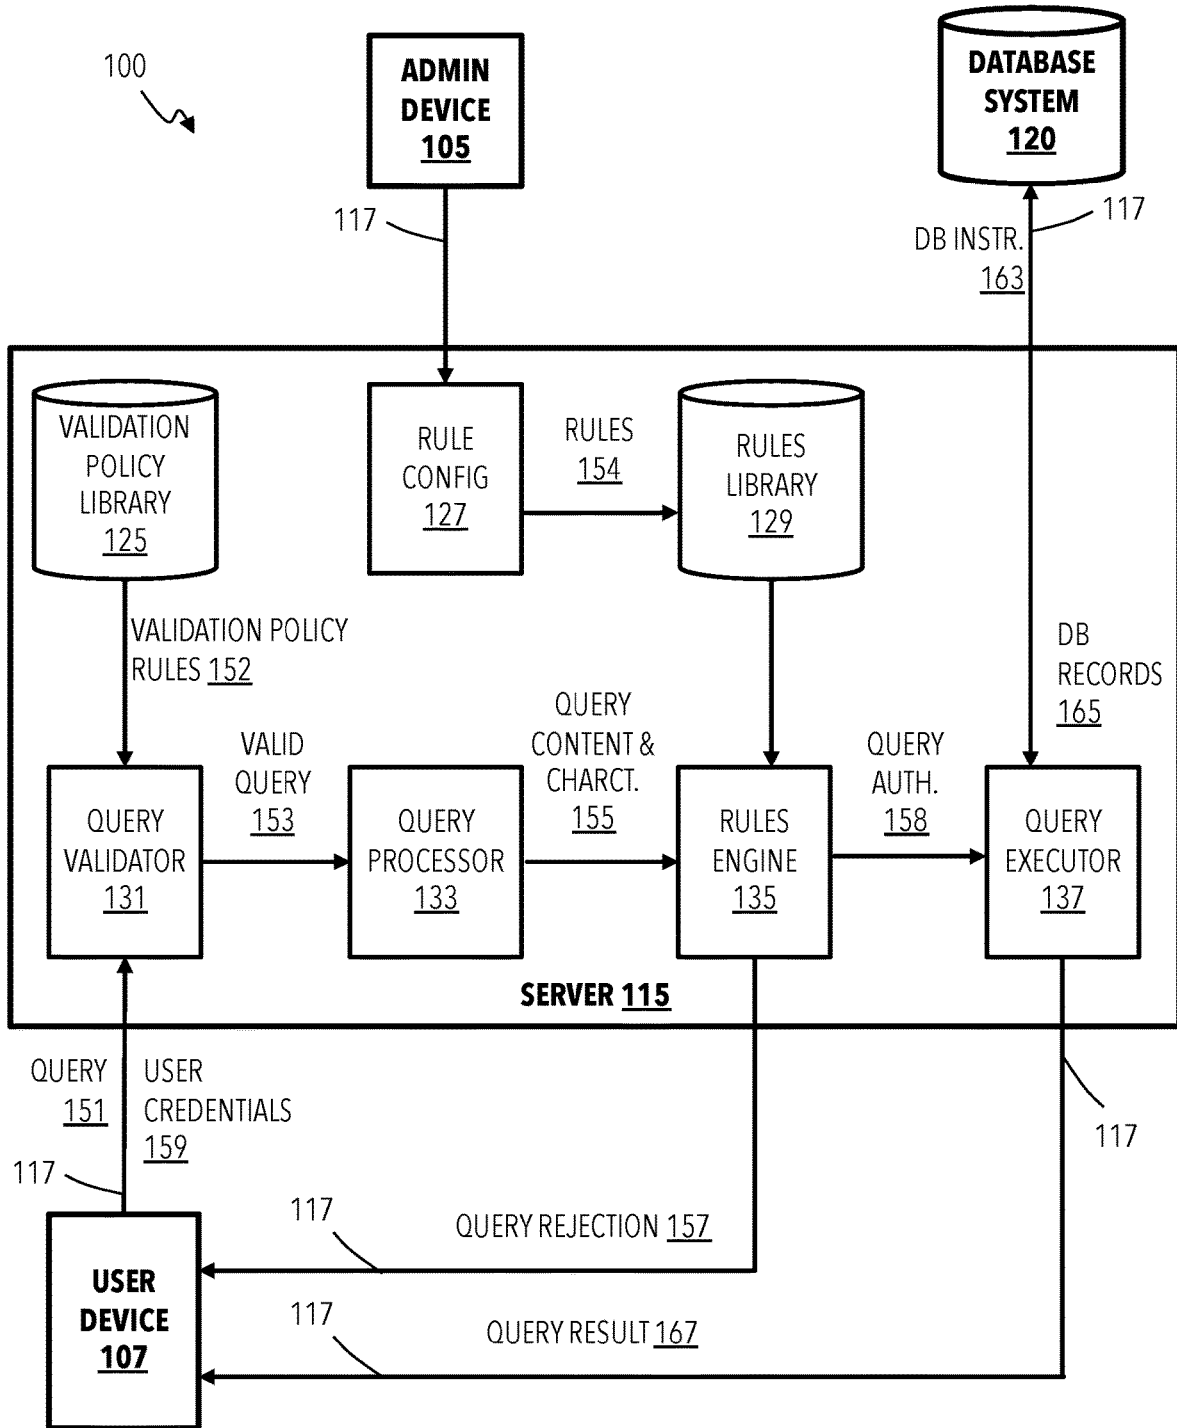 100
ADMIN
DEVICE
105
DATABASE
SYSTEM
120
117
117
DB INSTR.
163
VALIDATION
POLICY
LIBRARY
125
RULE
CONFIG
127
RULES
154
RULES
LIBRARY
129
VALIDATION POLICY
RULES 152
DB
RECORDS
165
VALID
QUERY
153
QUERY
CONTENT &
CHARCT.
155
QUERY
AUTH.
158
QUERY
VALIDATOR
131
QUERY
PROCESSOR
133
RULES
ENGINE
135
QUERY
EXECUTOR
137
SERVER 115
QUERY
151
USER
CREDENTIALS
159
117
117
117
QUERY REJECTION 157
USER
DEVICE
107
117
QUERY RESULT 167